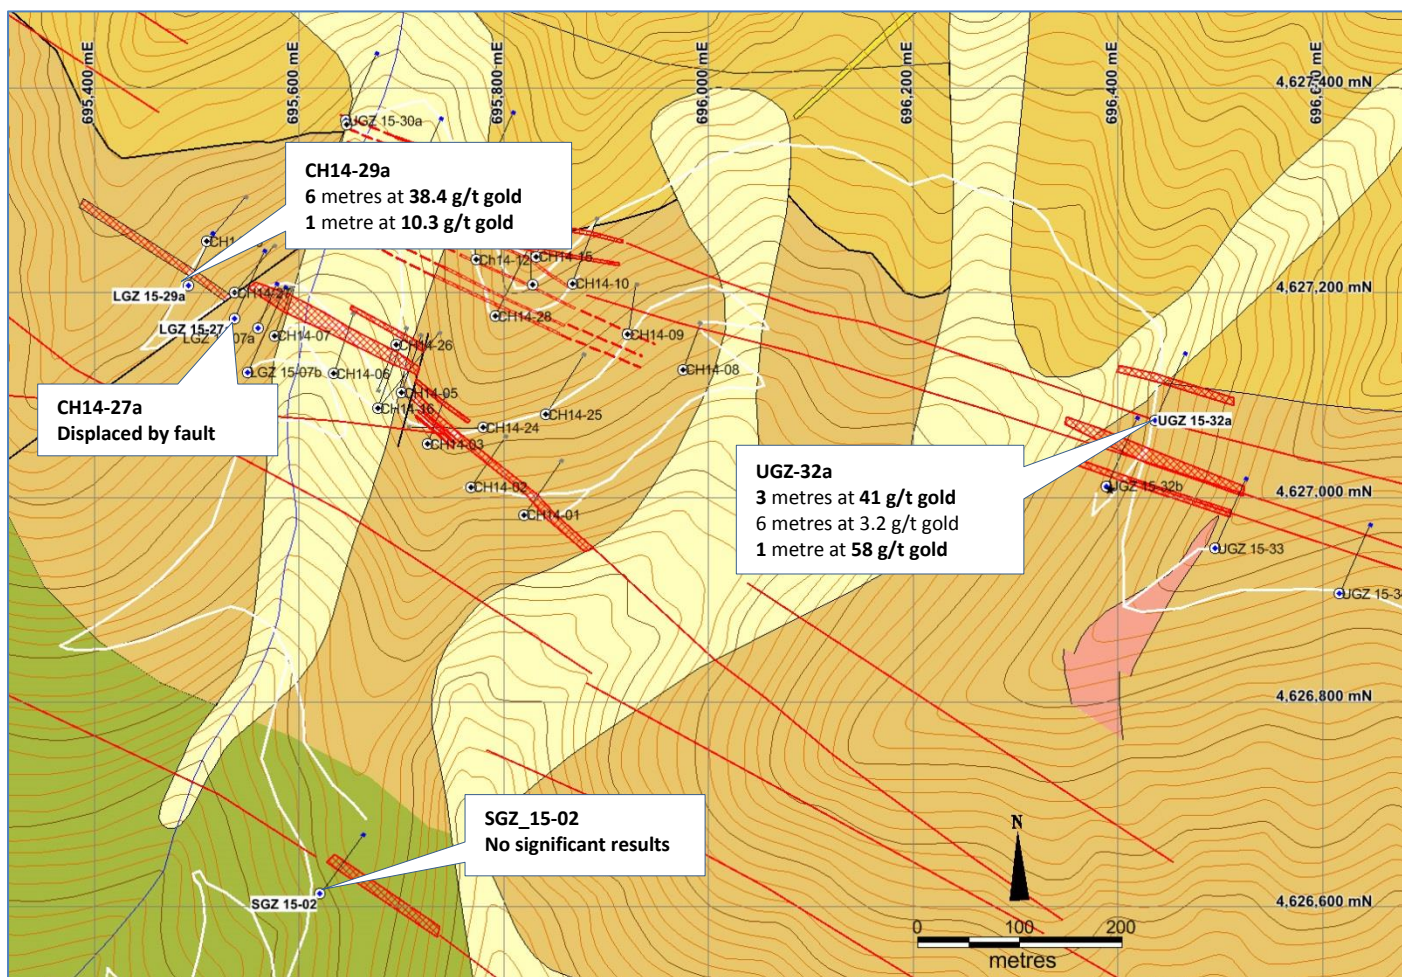 695,400 mE
695,600 mE
695,800 mE
696,000 mE
696,200 mE
696,400 mE
4,627,400 mN
UGZ 15-30a
CH14-29a
6 metres at 38.4 g/t gold
1 metre at 10.3 g/t gold
Ch14-12
CH14-15
CH14-10
LGZ 15-29a
CH14-27
4,627,200 mN
CH14-28
LGZ 15-27
CH14-07
CH14-09
CH14-26
LGZ 15-07b
CH14-06
CH14-08
CH14-27a
Displaced by fault
CH14-05
CH14-16
CH14-25
CH14-24
UGZ 15-32a
CH14-03
UGZ-32a
3 metres at 41 g/t gold
6 metres at 3.2 g/t gold
1 metre at 58 g/t gold
CH14-02
UGZ 15-32b
4,627,000 mN
CH14-01
UGZ 15-33
4,626,800 mN
SGZ_15-02
No significant results
N
SGZ 15-02
4,626,600 mN
0
100
200
metres